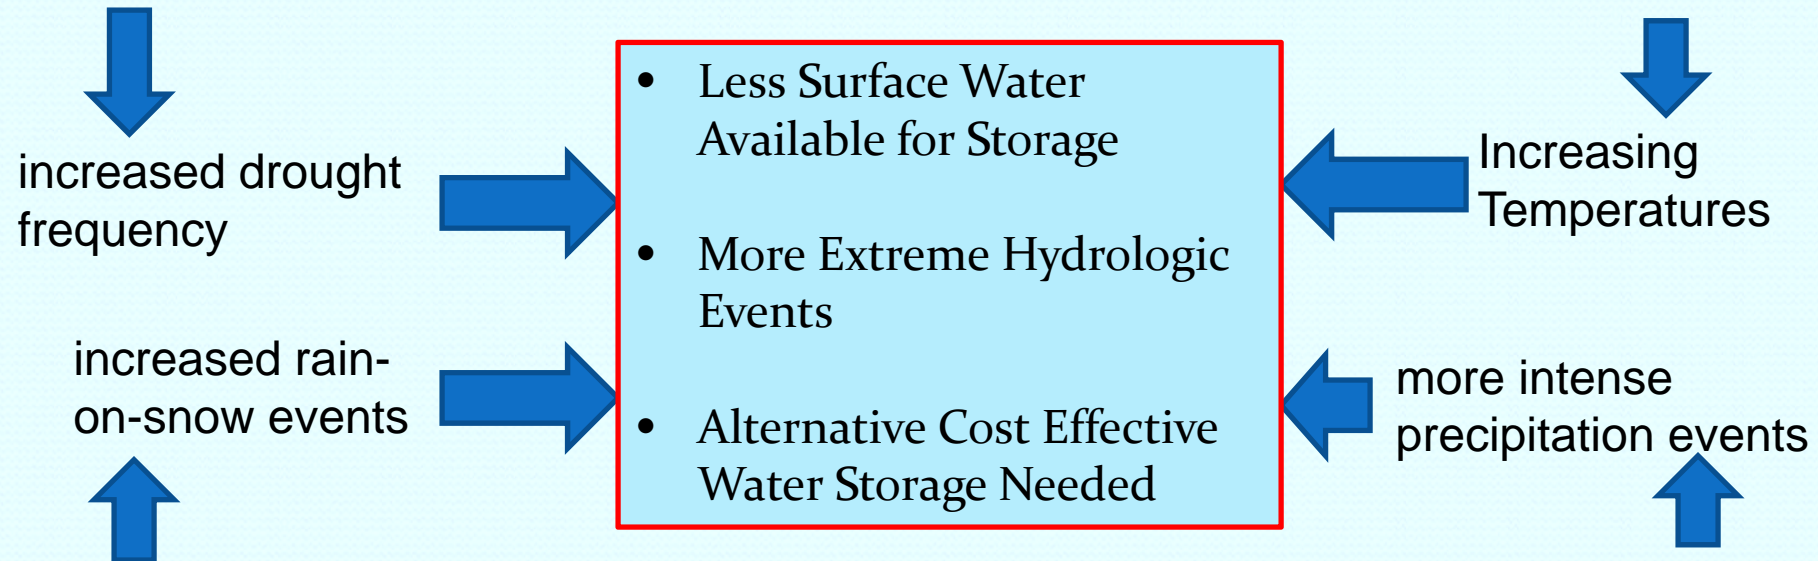 increased drought
frequency
increased rain-
on-snow events
• Less Surface Water
Available for Storage
• More Extreme Hydrologic
Events
• Alternative Cost Effective
Water Storage Needed
Increasing
Temperatures
more intense
precipitation events